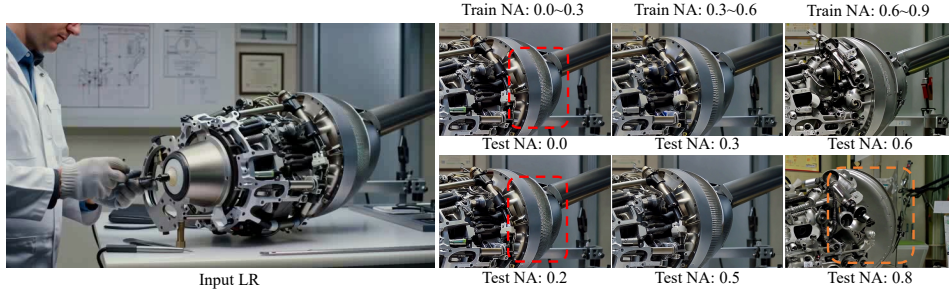 Train NA: 0.0~0.3
Train NA: 0.3~0.6
Train NA: 0.6~0.9
Test NA: 0.0
Test NA: 0.3
Test NA: 0.6
Input LR
Test NA: 0.2
Test NA: 0.5
Test NA: 0.8